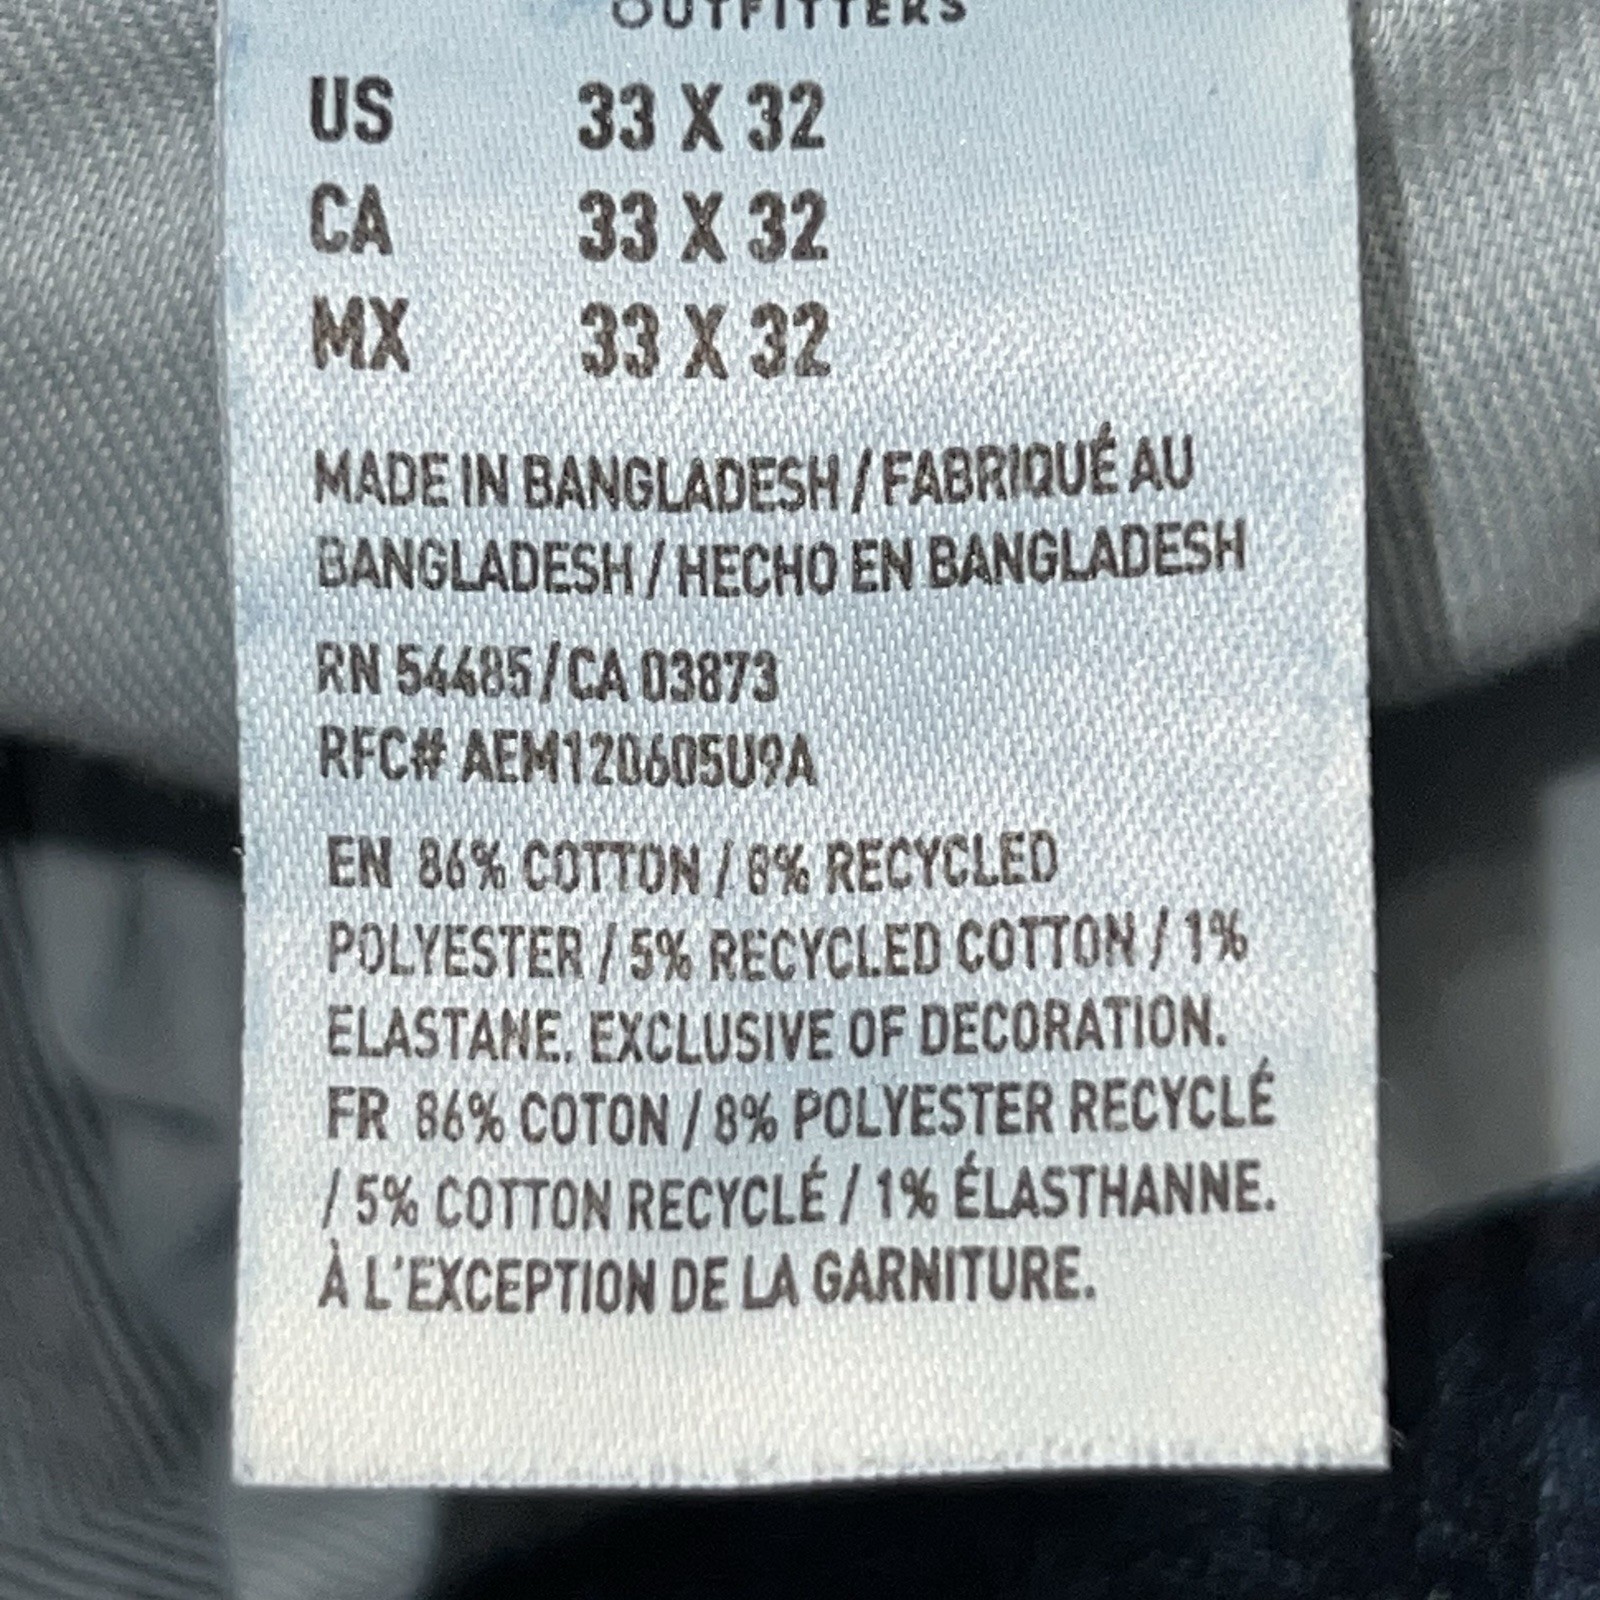 OUTFITTERS
US 33 X 32
CA 33 X 32
MX 33 X 32
MADE IN BANGLADESH / FABRIQUÉ AU
BANGLADESH / HECHO EN BANGLADESH
RN 54485 / CA 03873
RFC# AEM120605U9A
EN 86% COTTON / 8% RECYCLED
POLYESTER / 5% RECYCLED COTTON / 1%
ELASTANE. EXCLUSIVE OF DECORATION.
FR 86% COTON / 8% POLYESTER RECYCLÉ
/ 5% COTTON RECYCLÉ / 1% ÉLASTHANNE.
À L'EXCEPTION DE LA GARNITURE.